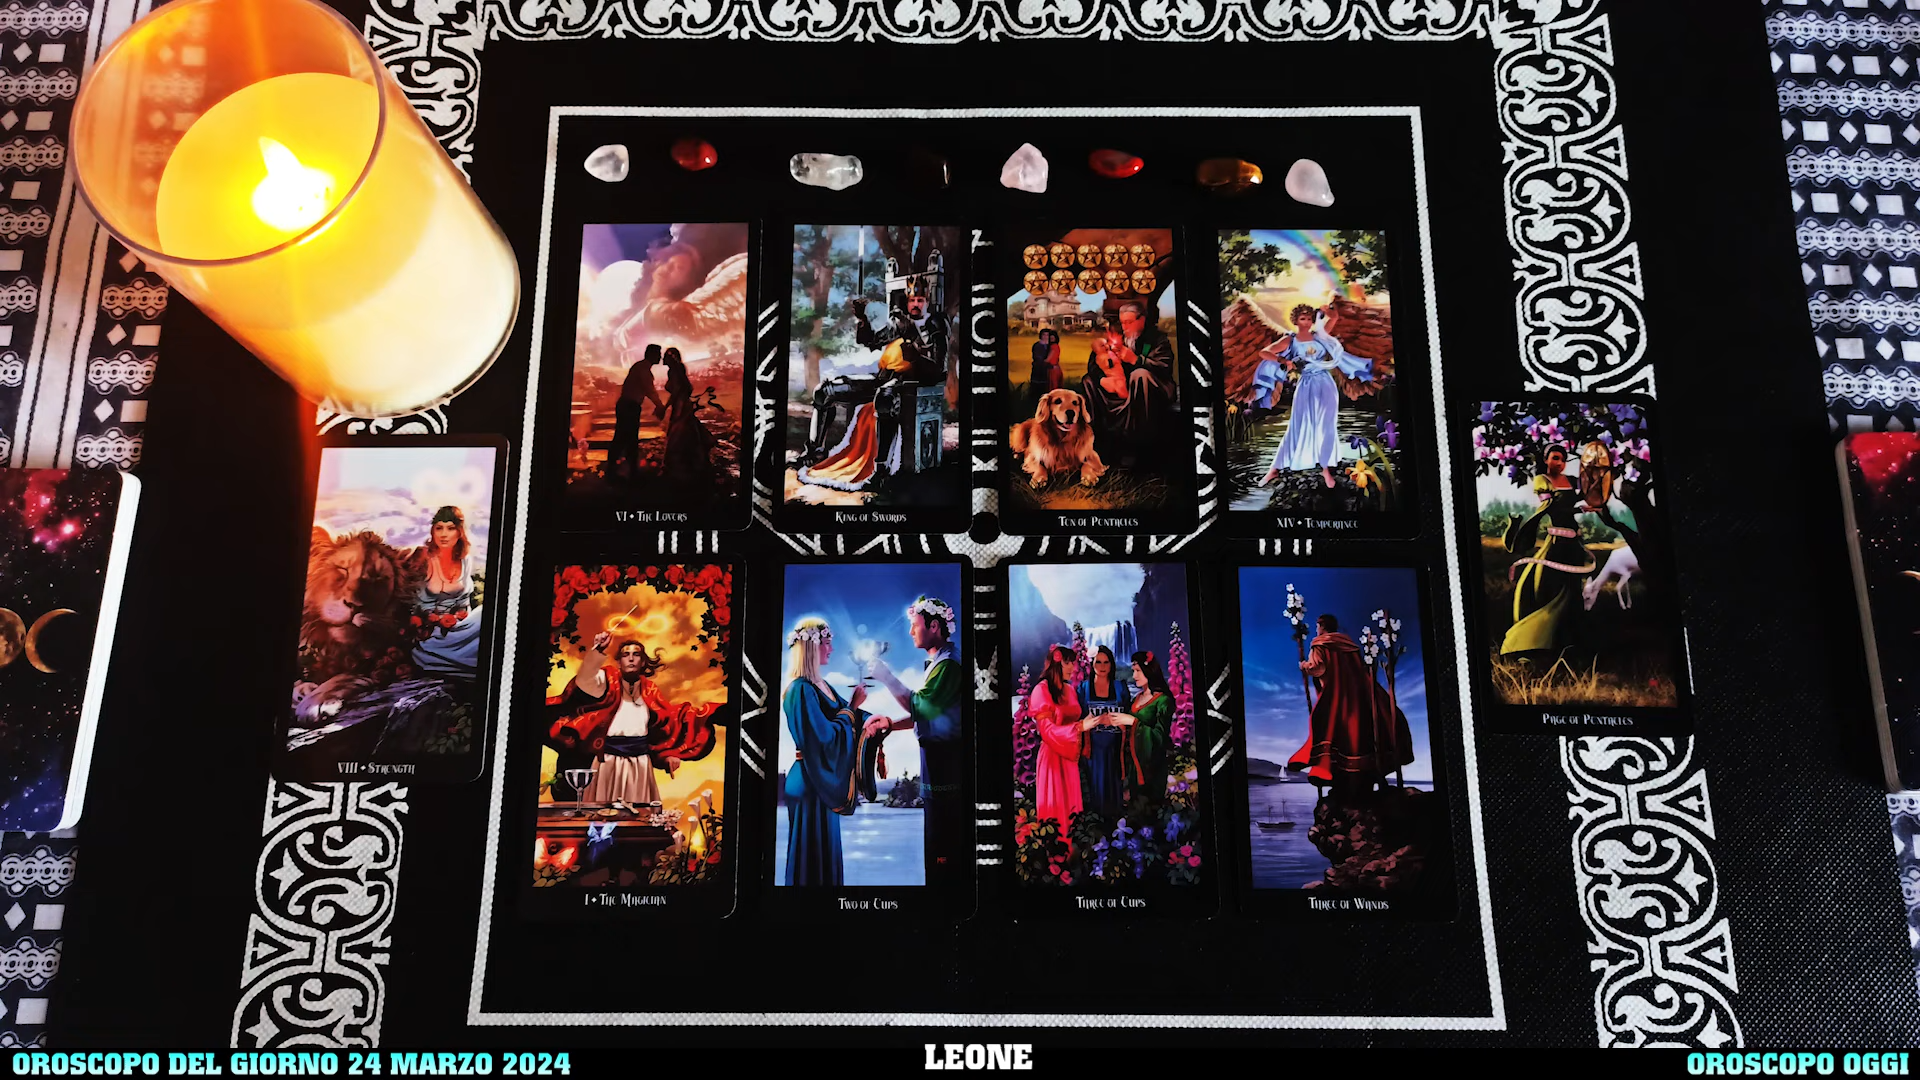 VI • The Lovers
King of Swords
Ten of Pentacles
XIV • Temperance
VIII • Strength
Page of Pentacles
I • The Magician
Two of Cups
Three of Cups
Three of Wands
OROSCOPO DEL GIORNO 24 MARZO 2024
LEONE
OROSCOPO OGGI